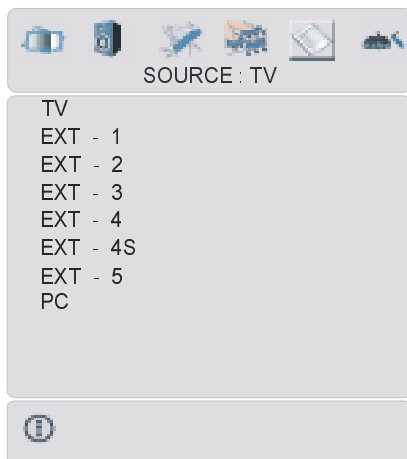 SOURCE : TV
TV
EXT - 1
EXT - 2
EXT - 3
EXT - 4
EXT - 4S
EXT - 5
PC